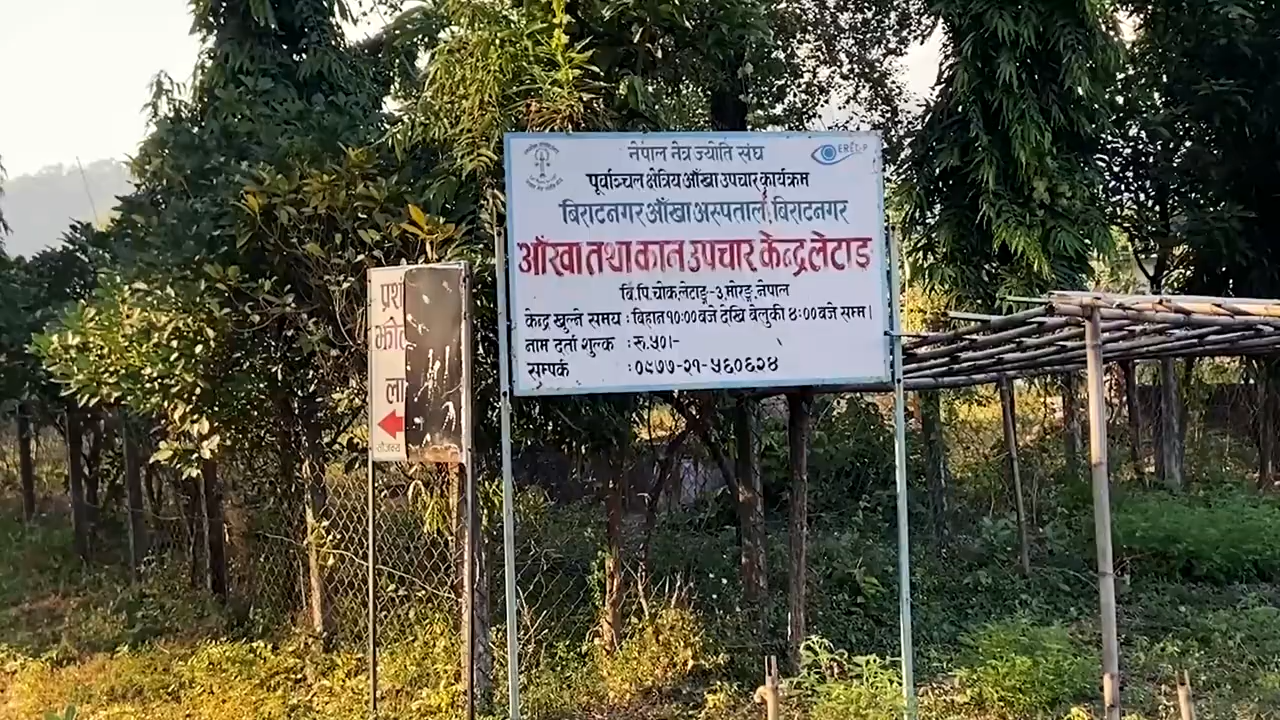 नेपाल नेत्र ज्योति संघ
पूर्वाञ्चल क्षेत्रिय आँखा उपचार कार्यक्रम
बिराटनगर आँखा अस्पताल, बिराटनगर
आँखा तथा कान उपचार केन्द्र लेटाङ
बि.पि.चोक,लेटाङ्-३,मोरङ्,नेपाल
केन्द्र खुल्ने समय : बिहान १०:०० बजे देखि बेलुकी ४:०० बजे सम्म।
नाम दर्ता शुल्क : रु.५०।-
सम्पर्क : ०९७७-२१-५६०६२४
ला